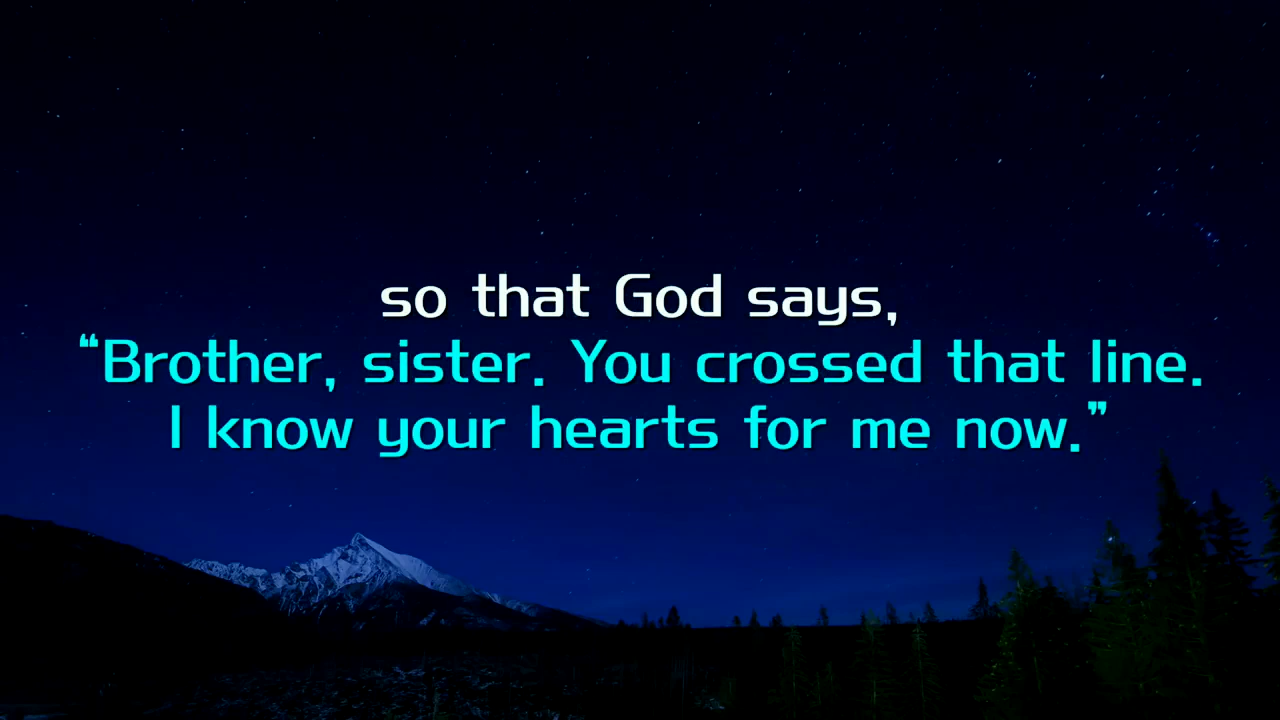 so that God says,
“Brother, sister. You crossed that line.
I know your hearts for me now.”